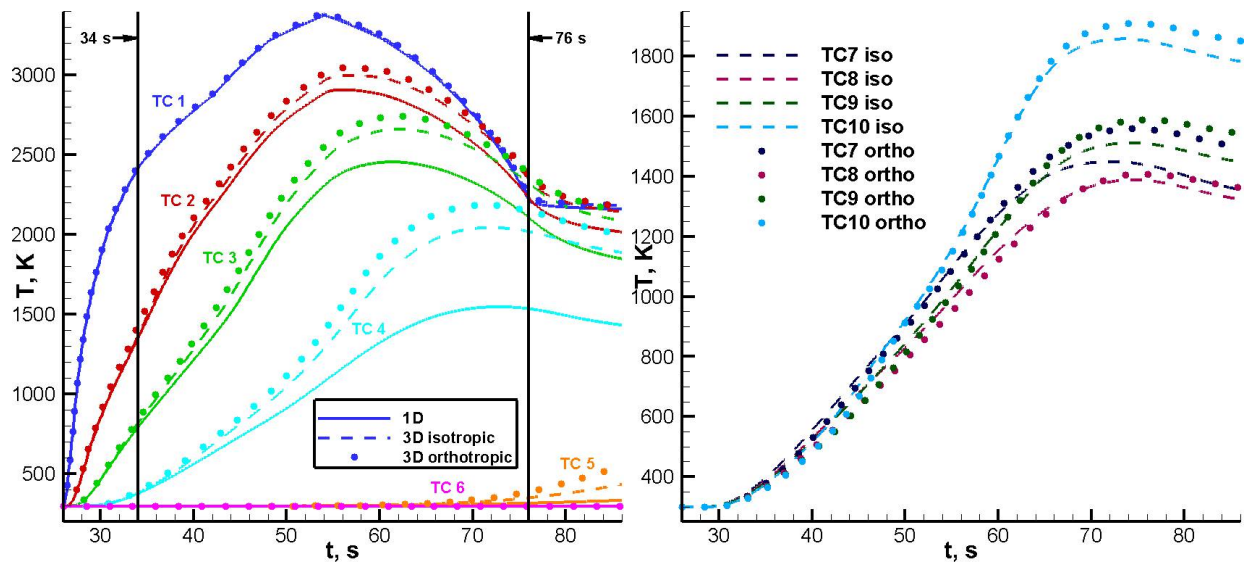 34 s
76 s
TC 1
TC 2
TC 3
TC 4
TC 5
TC 6
1D
3D isotropic
3D orthotropic
T, K
3000
2500
2000
1500
1000
500
30
40
50
60
70
80
t, s
TC7 iso
TC8 iso
TC9 iso
TC10 iso
TC7 ortho
TC8 ortho
TC9 ortho
TC10 ortho
T, K
1800
1600
1400
1200
1000
800
600
400
30
40
50
60
70
80
t, s